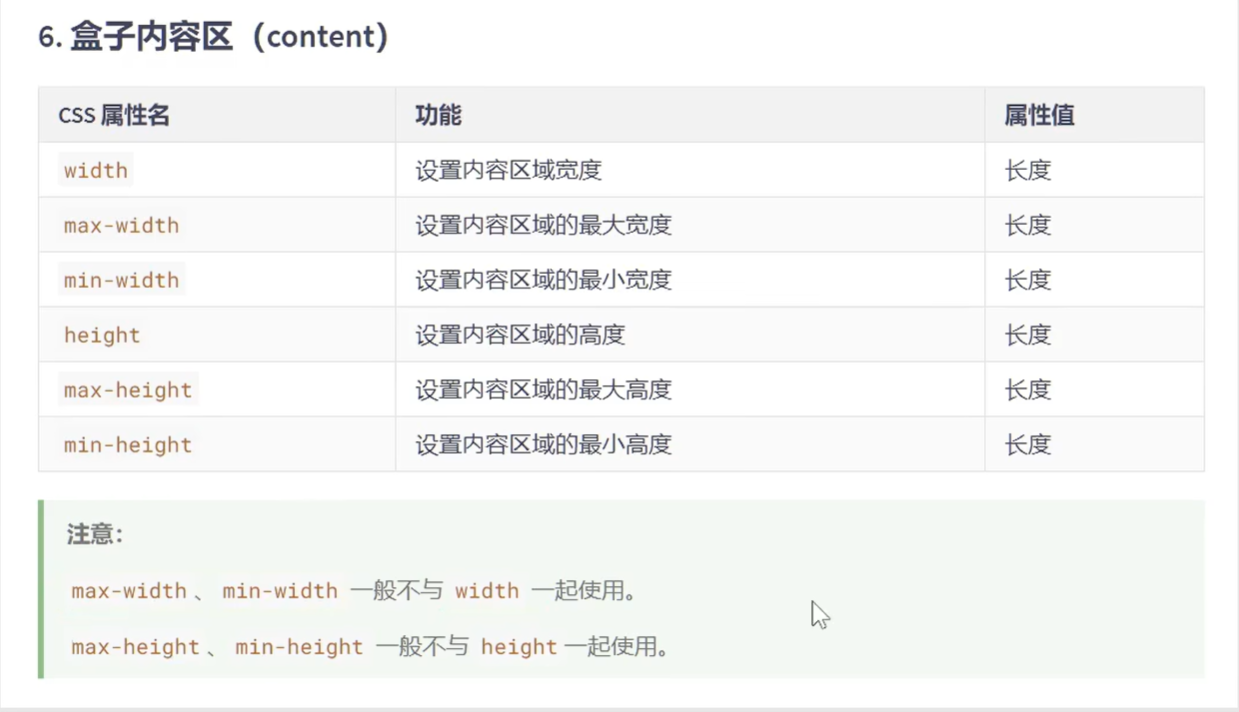 6. 盒子内容区（content）
CSS 属性名 功能 属性值
width 设置内容区域宽度 长度
max-width 设置内容区域的最大宽度 长度
min-width 设置内容区域的最小宽度 长度
height 设置内容区域的高度 长度
max-height 设置内容区域的最大高度 长度
min-height 设置内容区域的最小高度 长度
注意：
max-width 、 min-width 一般不与 width 一起使用。
max-height 、 min-height 一般不与 height 一起使用。